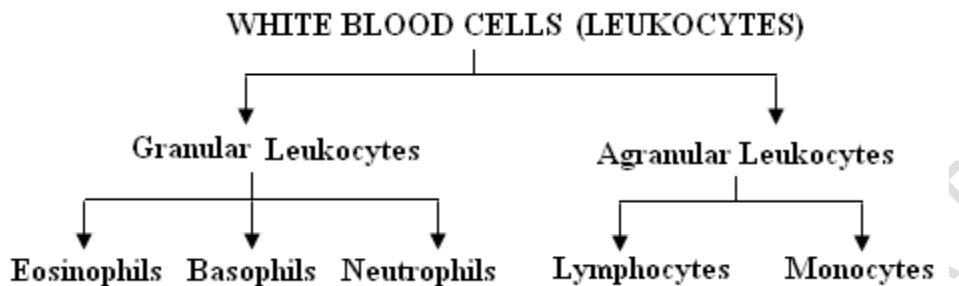 WHITE BLOOD CELLS (LEUKOCYTES)
Granular Leukocytes
Agranular Leukocytes
Eosinophils Basophils Neutrophils Lymphocytes Monocytes